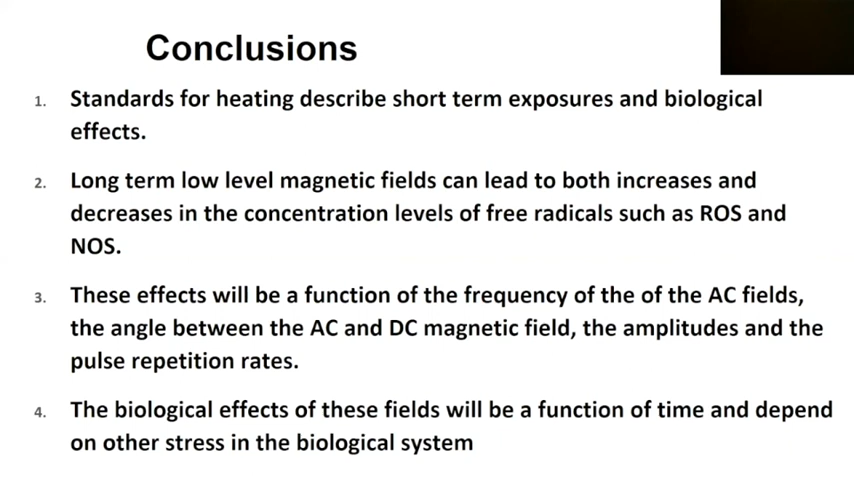 Conclusions
1. Standards for heating describe short term exposures and biological
effects.
2. Long term low level magnetic fields can lead to both increases and
decreases in the concentration levels of free radicals such as ROS and
NOS.
3. These effects will be a function of the frequency of the of the AC fields,
the angle between the AC and DC magnetic field, the amplitudes and the
pulse repetition rates.
4. The biological effects of these fields will be a function of time and depend
on other stress in the biological system